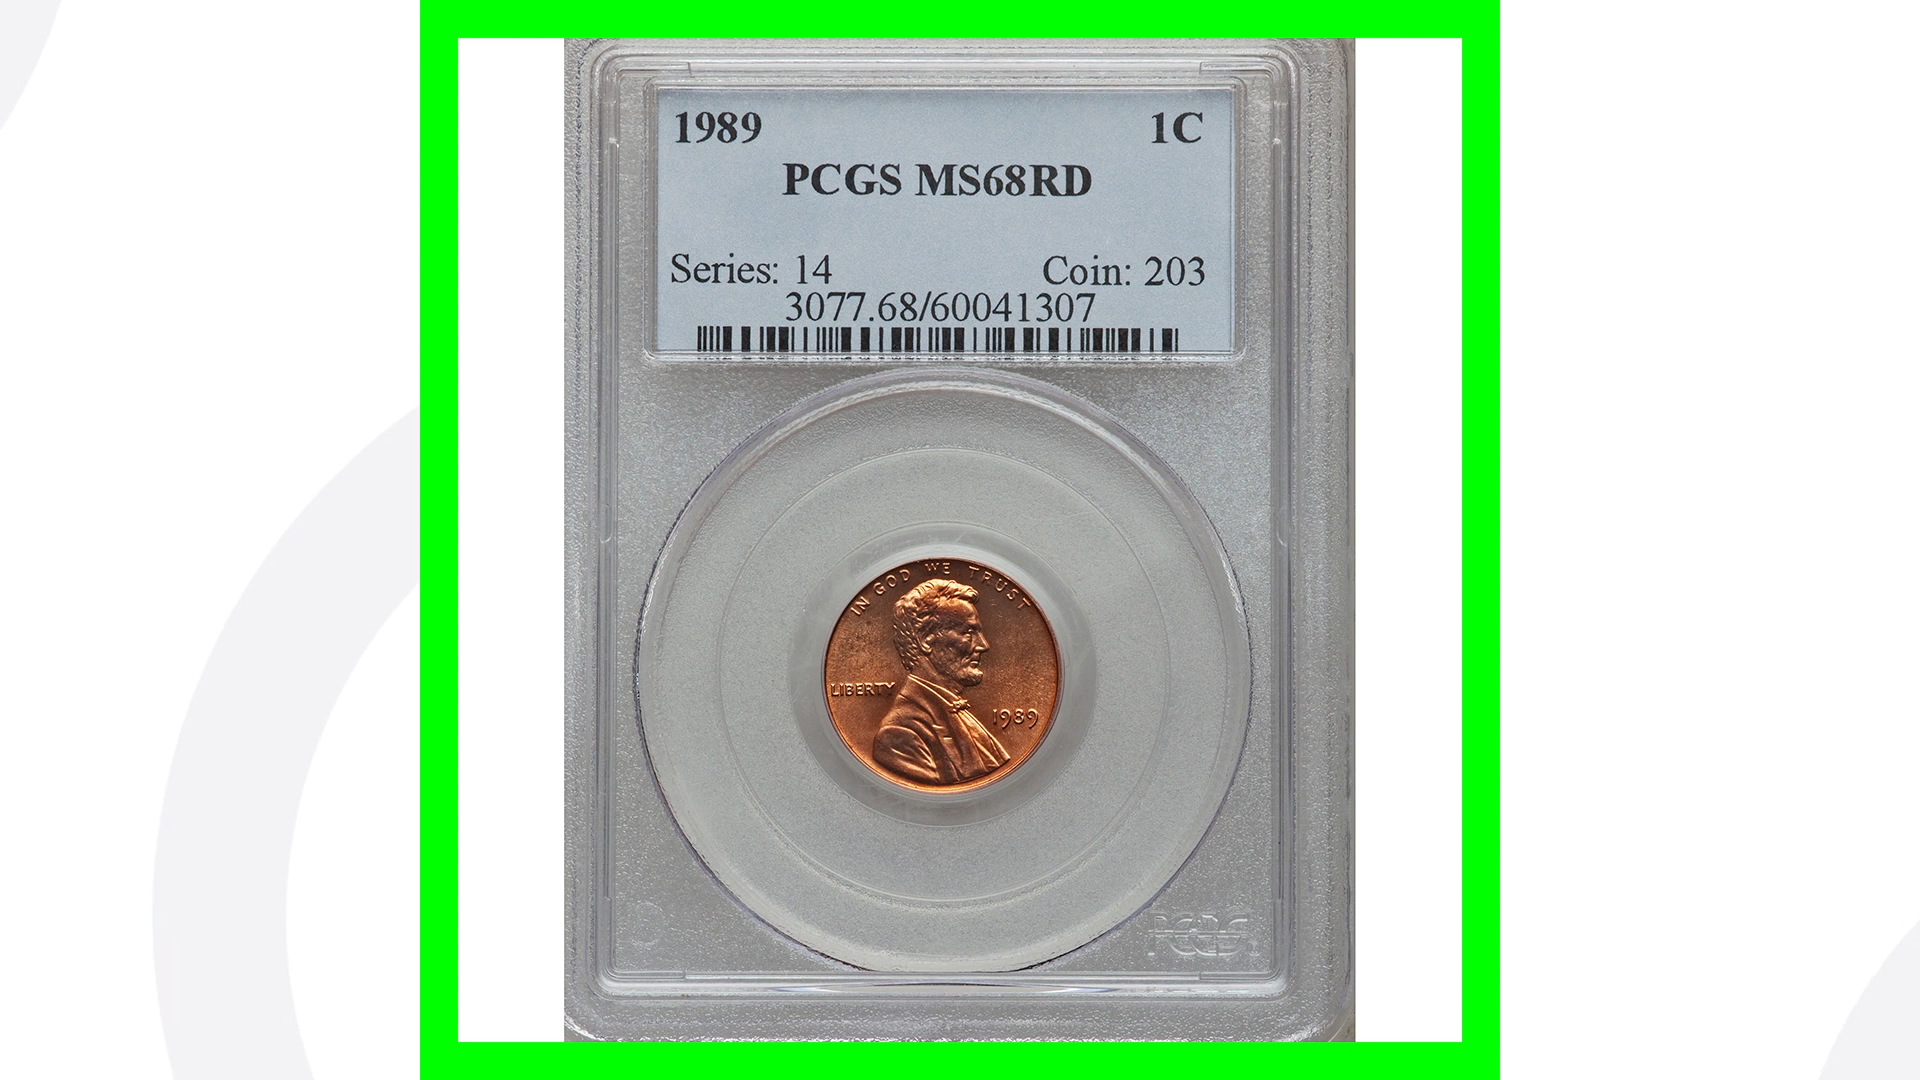 1989 1C
PCGS MS68RD
Series: 14 Coin: 203
3077.68/60041307
IN GOD WE TRUST
LIBERTY
1989
PCGS